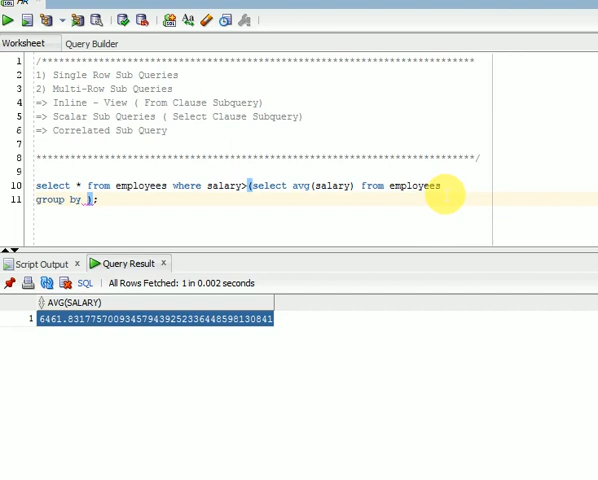 HR
Worksheet Query Builder
1 /****************************************************************************
2 1) Single Row Sub Queries
3 2) Multi-Row Sub Queries
4 => Inline - View ( From Clause Subquery)
5 => Scalar Sub Queries ( Select Clause Subquery)
6 => Correlated Sub Query
7
8 ****************************************************************************/
9
10 select * from employees where salary>(select avg(salary) from employees
11 group by );
Script Output x Query Result x
SQL | All Rows Fetched: 1 in 0.002 seconds
AVG(SALARY)
1 6461.83177570093457943925233644859813084​1